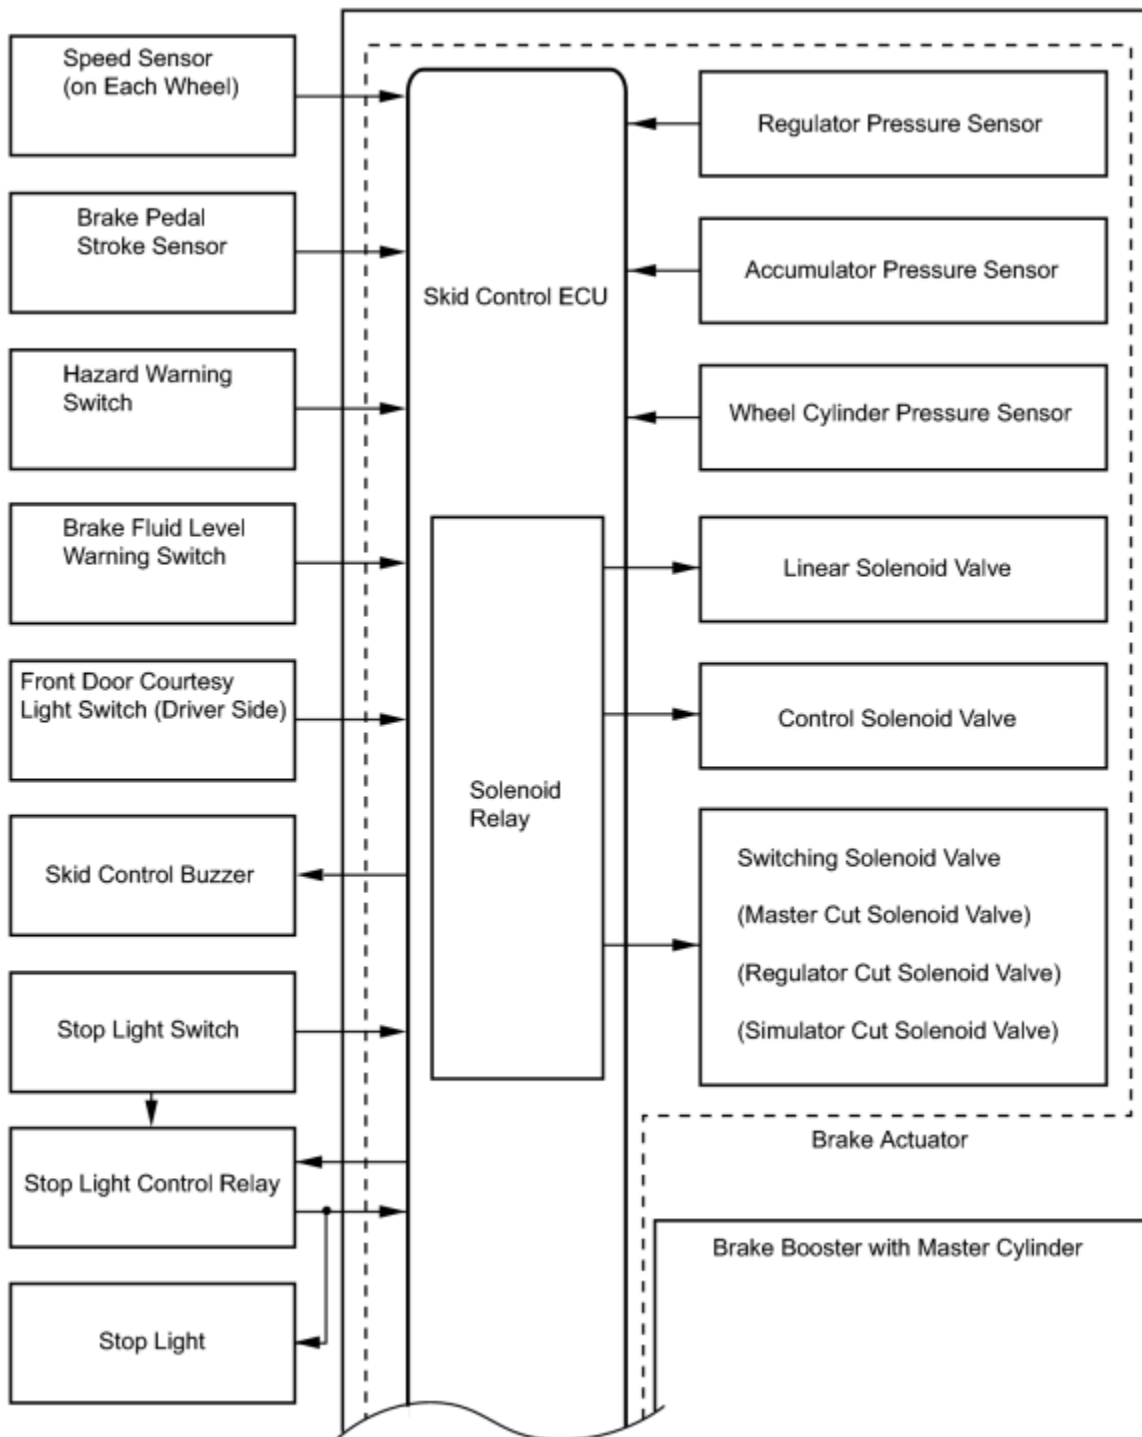 Speed Sensor
(on Each Wheel)
Brake Pedal
Stroke Sensor
Hazard Warning
Switch
Brake Fluid Level
Warning Switch
Front Door Courtesy
Light Switch (Driver Side)
Skid Control Buzzer
Stop Light Switch
Stop Light Control Relay
Stop Light
Skid Control ECU
Solenoid
Relay
Regulator Pressure Sensor
Accumulator Pressure Sensor
Wheel Cylinder Pressure Sensor
Linear Solenoid Valve
Control Solenoid Valve
Switching Solenoid Valve
(Master Cut Solenoid Valve)
(Regulator Cut Solenoid Valve)
(Simulator Cut Solenoid Valve)
Brake Actuator
Brake Booster with Master Cylinder